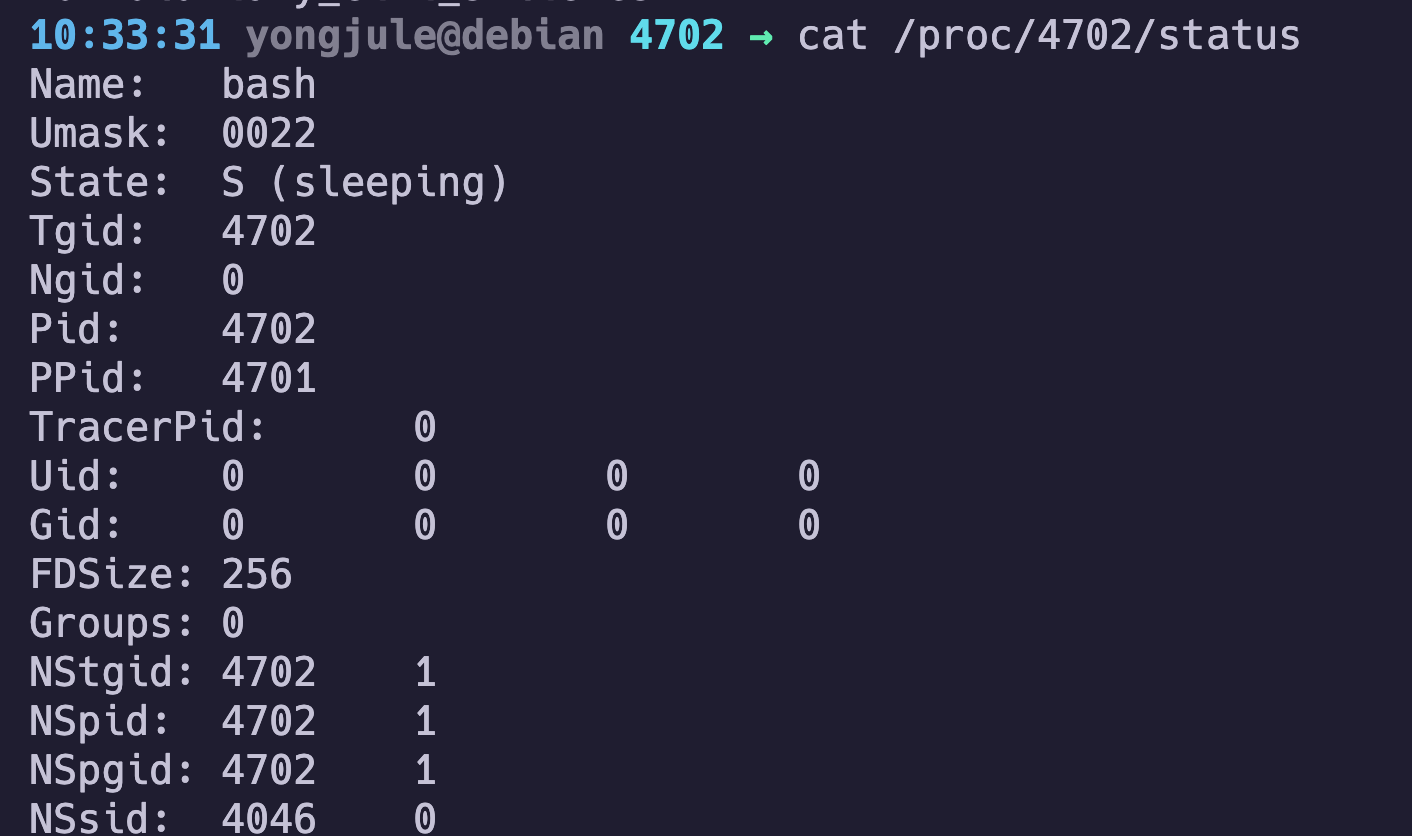 10:33:31 yongjule@debian 4702 → cat /proc/4702/status
Name: bash
Umask: 0022
State: S (sleeping)
Tgid: 4702
Ngid: 0
Pid: 4702
PPid: 4701
TracerPid: 0
Uid: 0 0 0 0
Gid: 0 0 0 0
FDSize: 256
Groups: 0
NStgid: 4702 1
NSpid: 4702 1
NSpgid: 4702 1
NSsid: 4046 0